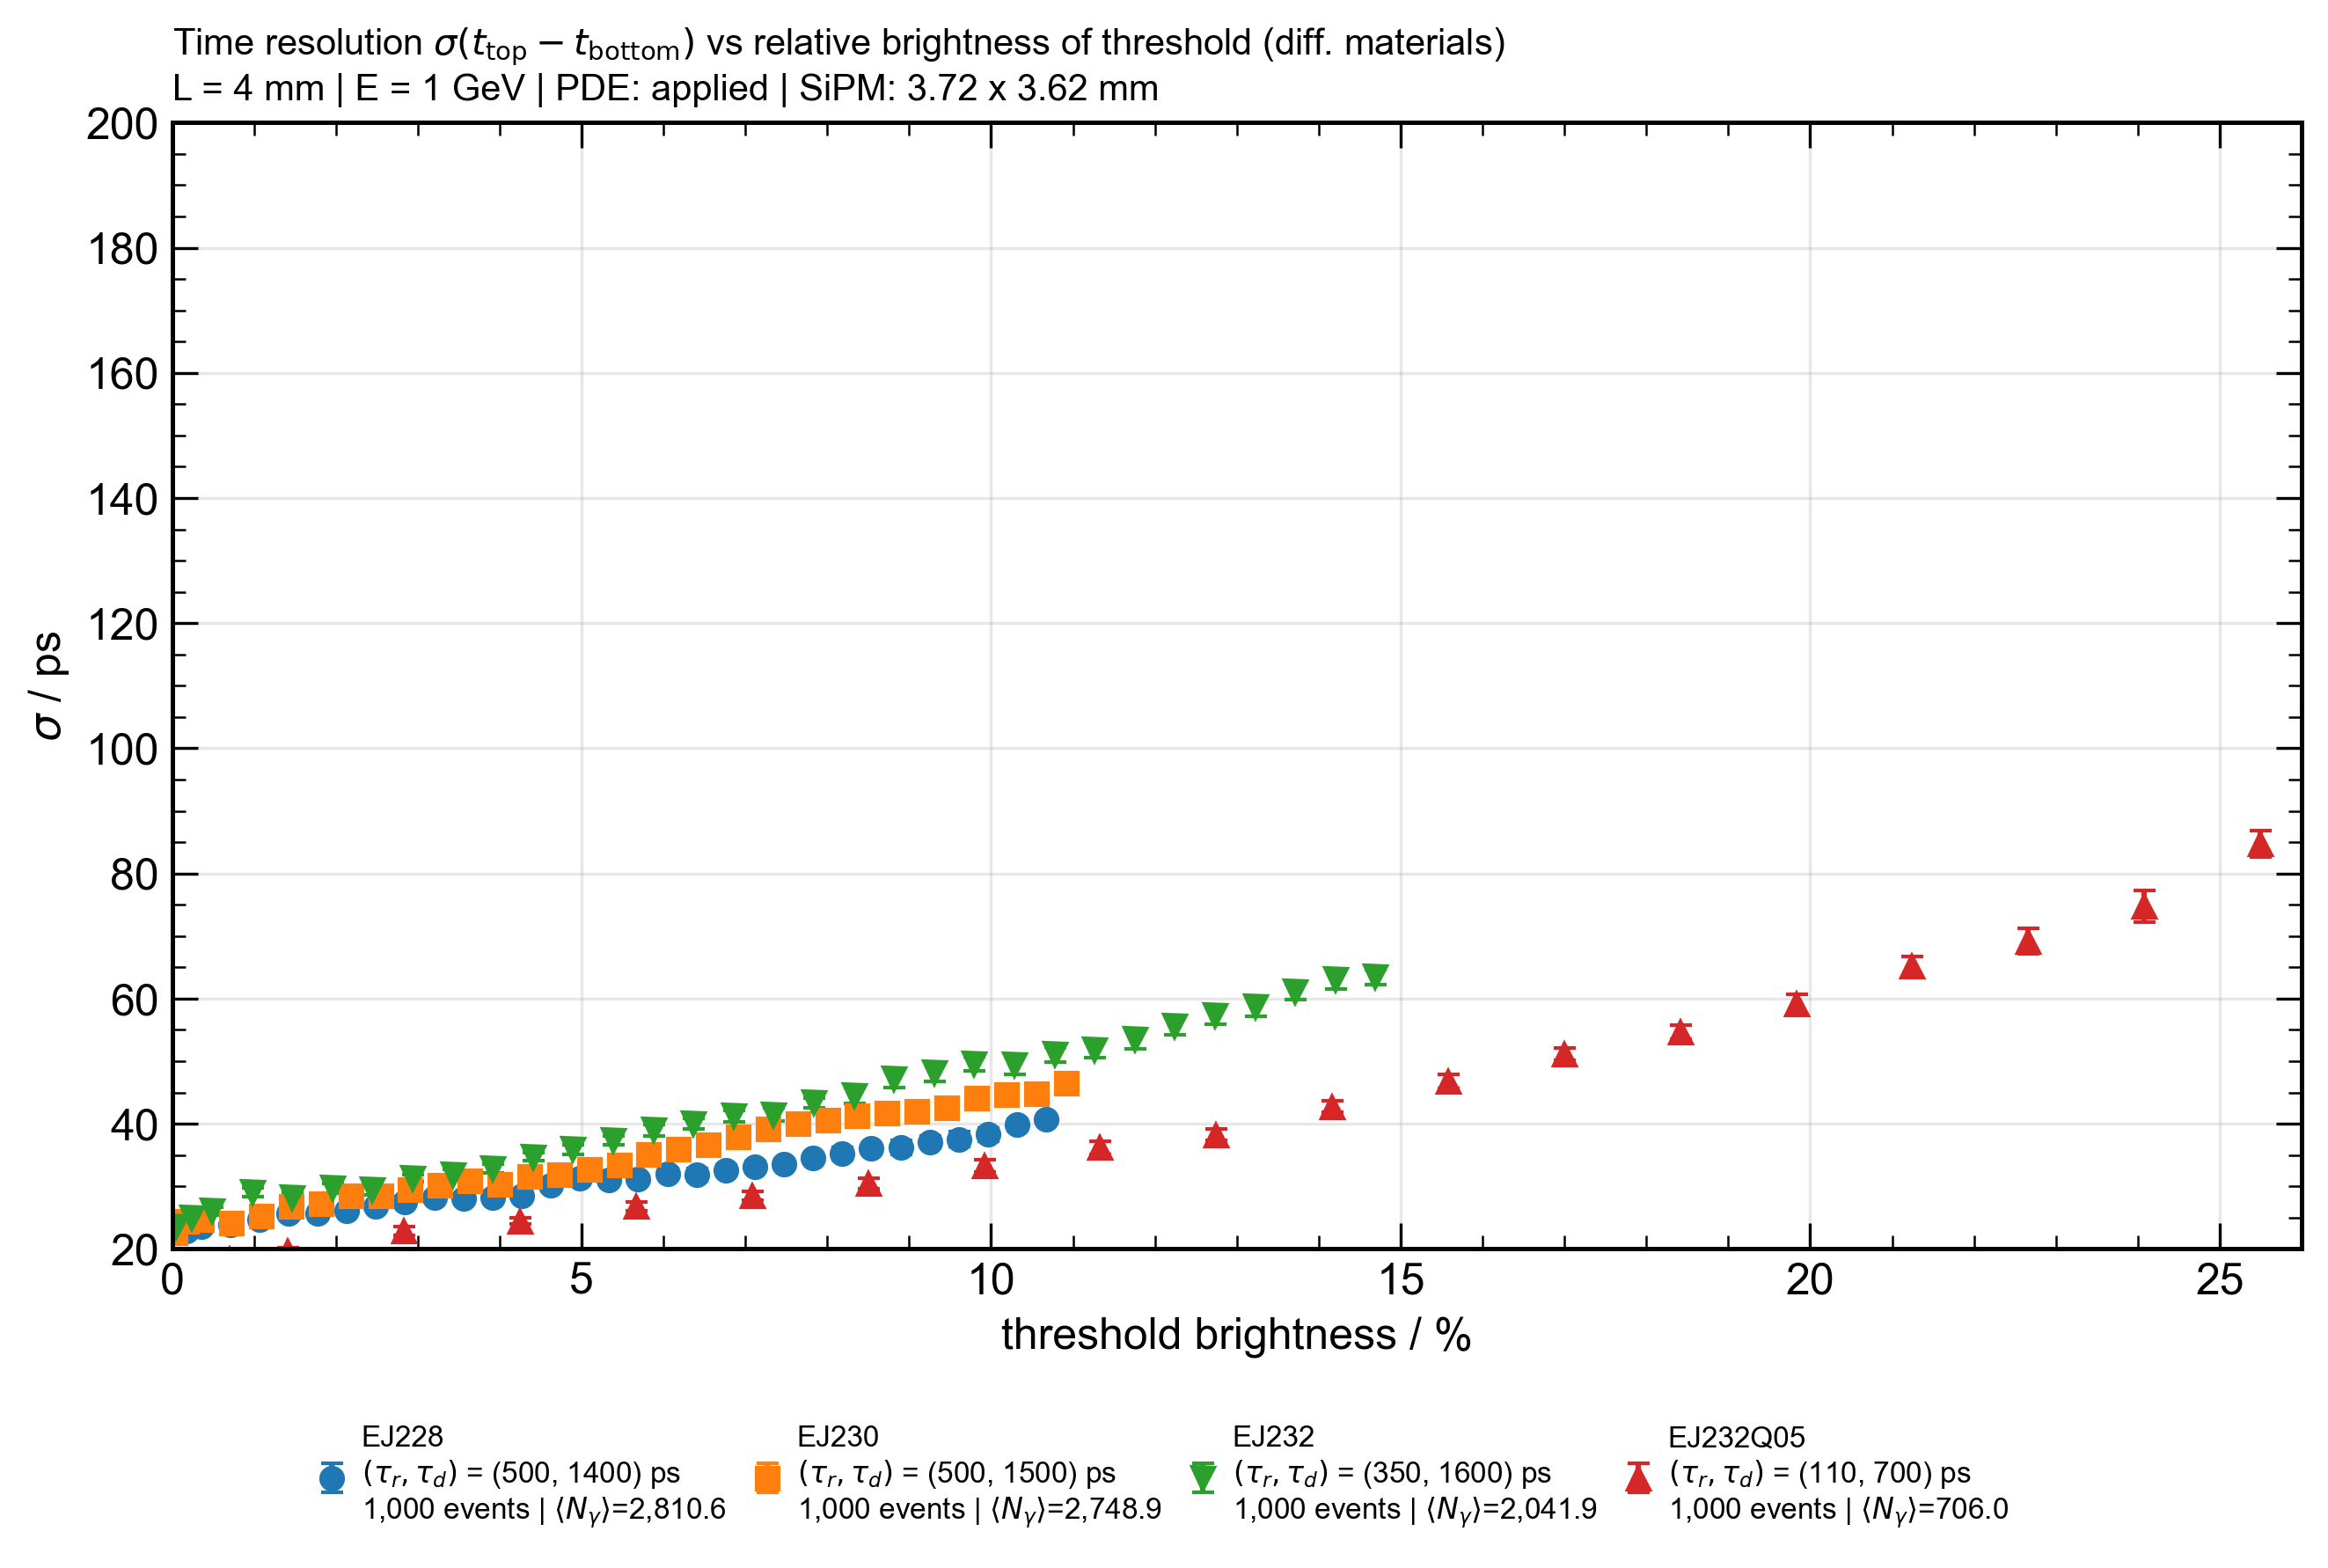 Time resolution σ(t_top − t_bottom) vs relative brightness of threshold (diff. materials)
L = 4 mm | E = 1 GeV | PDE: applied | SiPM: 3.72 x 3.62 mm
200
180
160
140
120
100
80
60
40
20
σ / ps
0 5 10 15 20 25
threshold brightness / %
EJ228
(τ_r, τ_d) = (500, 1400) ps
1,000 events | ⟨N_γ⟩=2,810.6
EJ230
(τ_r, τ_d) = (500, 1500) ps
1,000 events | ⟨N_γ⟩=2,748.9
EJ232
(τ_r, τ_d) = (350, 1600) ps
1,000 events | ⟨N_γ⟩=2,041.9
EJ232Q05
(τ_r, τ_d) = (110, 700) ps
1,000 events | ⟨N_γ⟩=706.0